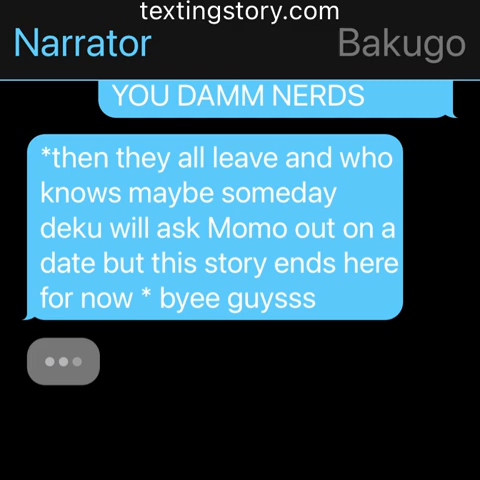 textingstory.com
Narrator Bakugo
YOU DAMM NERDS
*then they all leave and who
knows maybe someday
deku will ask Momo out on a
date but this story ends here
for now * byee guysss